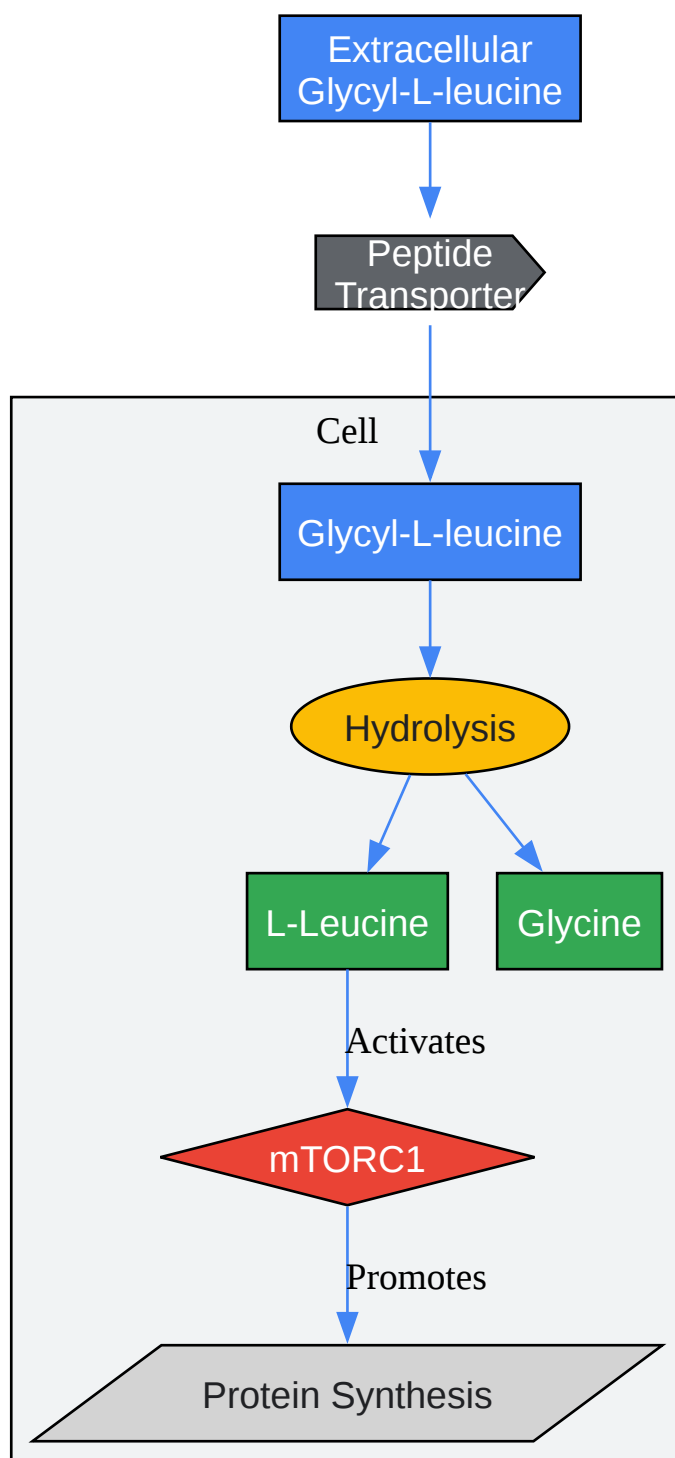 Extracellular
Glycyl-L-leucine
Peptide
Transporter
Cell
Glycyl-L-leucine
Hydrolysis
L-Leucine
Glycine
Activates
mTORC1
Promotes
Protein Synthesis